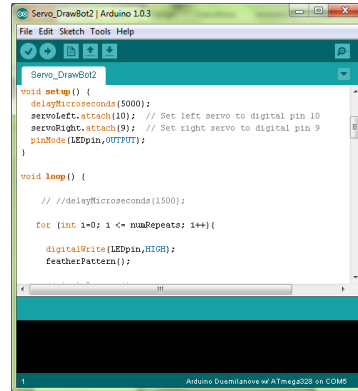 Servo_DrawBot2 | Arduino 1.0.3
File Edit Sketch Tools Help
Servo_DrawBot2
void setup() {
delayMicroseconds(5000);
servoLeft.attach(10); // Set left servo to digital pin 10
servoRight.attach(9); // Set right servo to digital pin 9
pinMode(LEDpin,OUTPUT);
}
void loop() {
// //delayMicroseconds(1500);
for (int i=0; i <= numRepeats; i++){
digitalWrite(LEDpin,HIGH);
featherPattern();
1
Arduino Duemilanove w/ ATmega328 on COM6